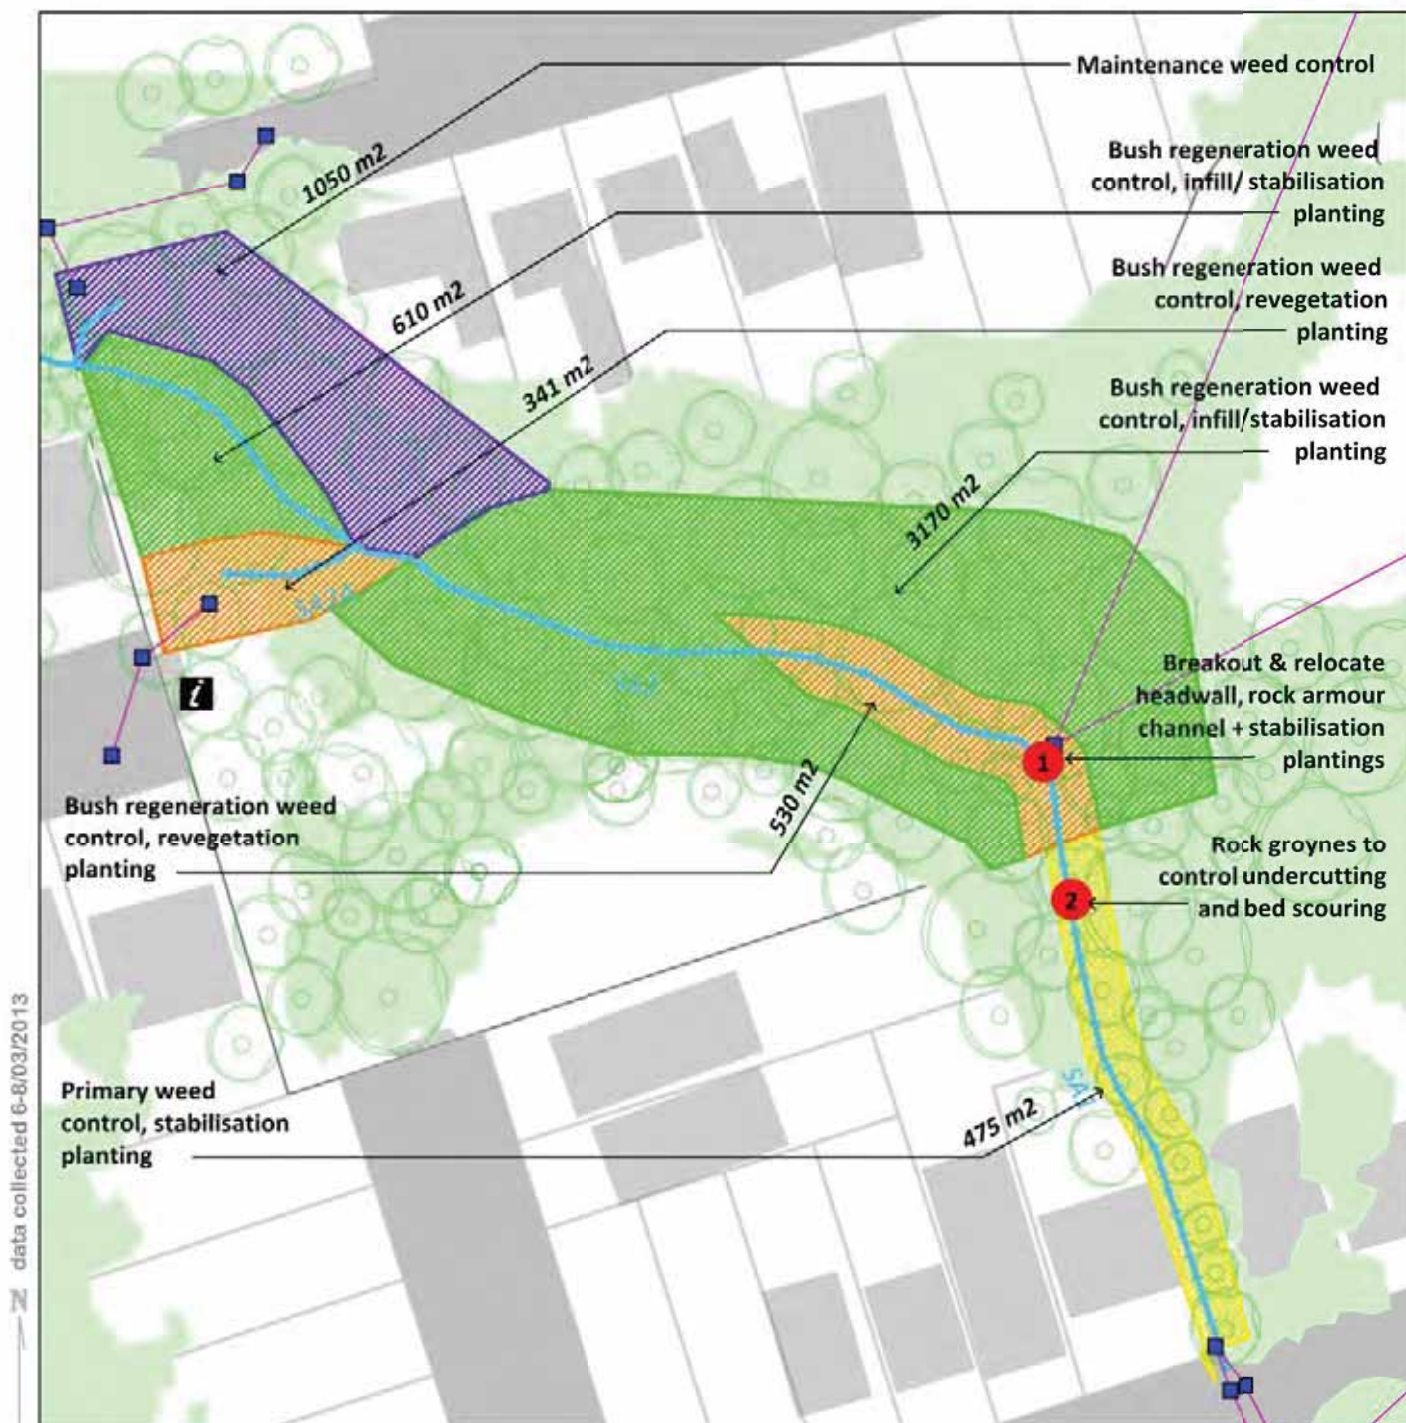 Maintenance weed control
1050 m2
Bush regeneration weed
control, infill/ stabilisation
planting
610 m2
Bush regeneration weed
control, revegetation
planting
341 m2
Bush regeneration weed
control, infill/stabilisation
planting
3170 m2
Breakout & relocate
headwall, rock armour
channel + stabilisation
plantings
1
i
530 m2
Bush regeneration weed
control, revegetation
planting
Rock groynes to
control undercutting
and bed scouring
2
Primary weed
control, stabilisation
planting
475 m2
data collected 6-8/03/2013